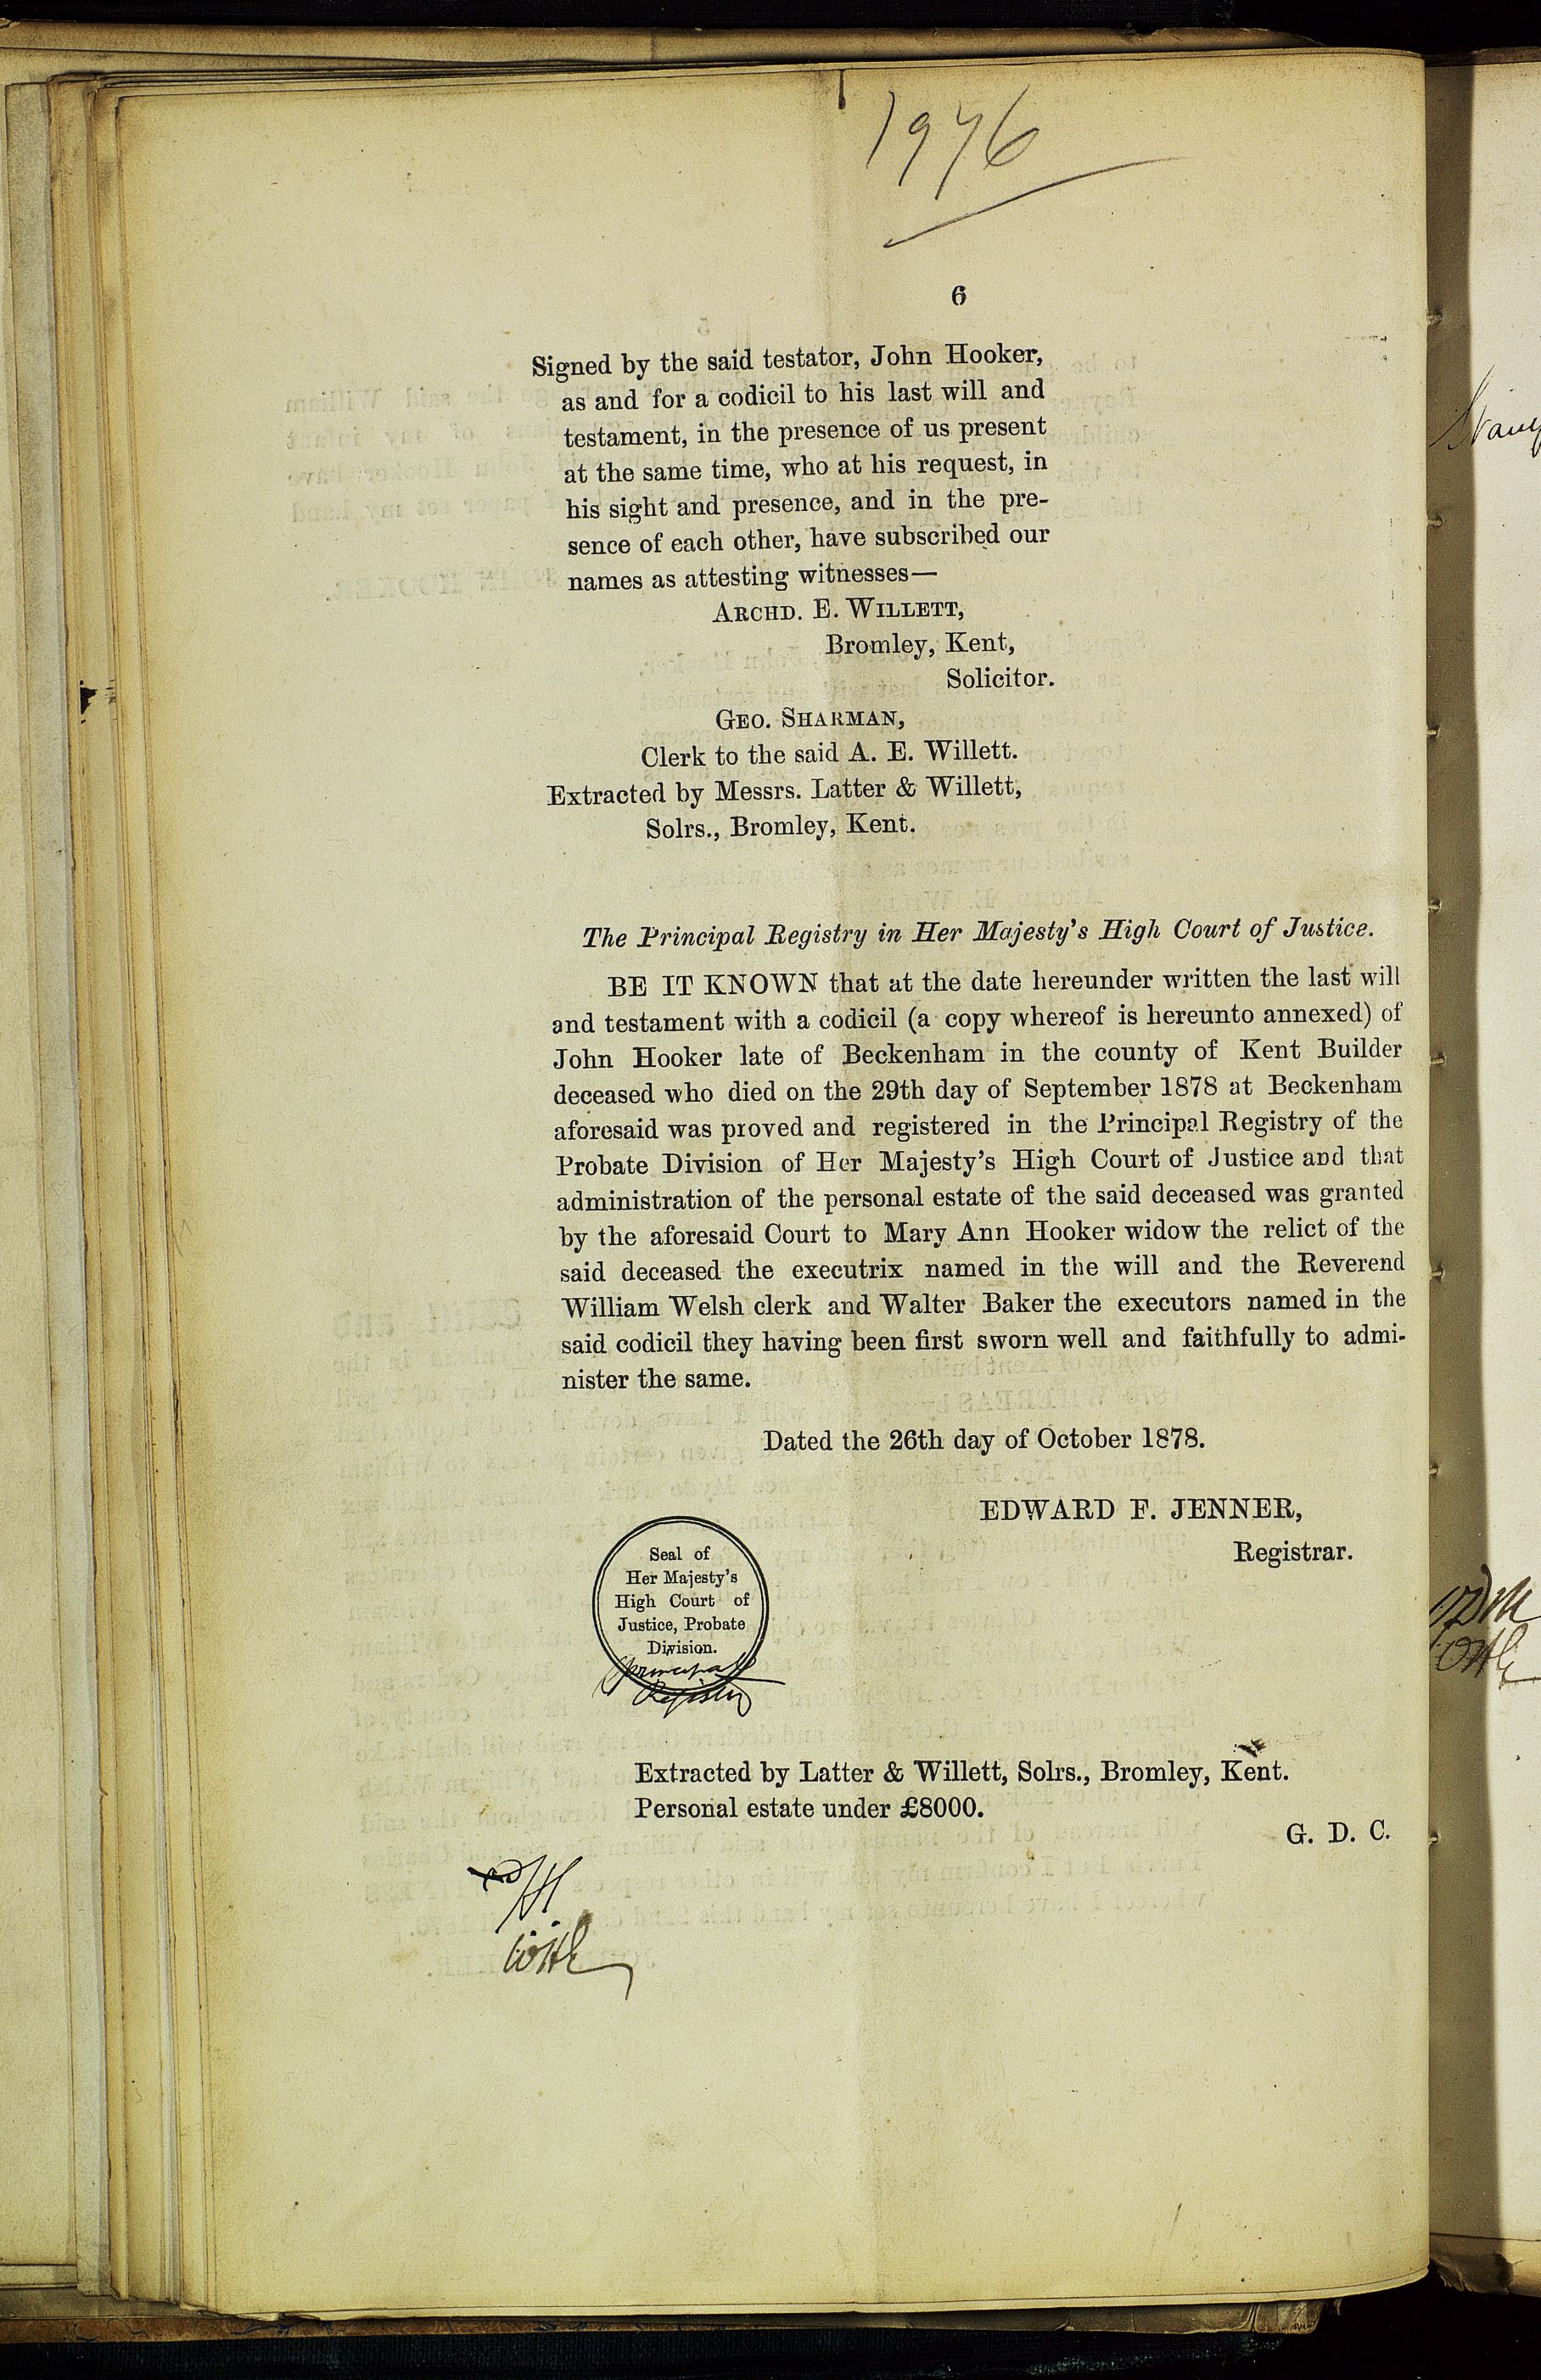 1976
6
Signed by the said testator, John Hooker,
as and for a codicil to his last will and
testament, in the presence of us present
at the same time, who at his request, in
his sight and presence, and in the pre-
sence of each other, have subscribed our
names as attesting witnesses—
ARCHD. E. WILLETT,
Bromley, Kent,
Solicitor.
GEO. SHARMAN,
Clerk to the said A. E. Willett.
Extracted by Messrs. Latter & Willett,
Solrs., Bromley, Kent.
The Principal Registry in Her Majesty's High Court of Justice.
BE IT KNOWN that at the date hereunder written the last will
and testament with a codicil (a copy whereof is hereunto annexed) of
John Hooker late of Beckenham in the county of Kent Builder
deceased who died on the 29th day of September 1878 at Beckenham
aforesaid was proved and registered in the Principal Registry of the
Probate Division of Her Majesty's High Court of Justice and that
administration of the personal estate of the said deceased was granted
by the aforesaid Court to Mary Ann Hooker widow the relict of the
said deceased the executrix named in the will and the Reverend
William Welsh clerk and Walter Baker the executors named in the
said codicil they having been first sworn well and faithfully to admi-
nister the same.
Dated the 26th day of October 1878.
EDWARD F. JENNER,
Registrar.
Seal of
Her Majesty's
High Court of
Justice, Probate
Division.
Principal
Registry
Extracted by Latter & Willett, Solrs., Bromley, Kent.
Personal estate under £8000.
G. D. C.